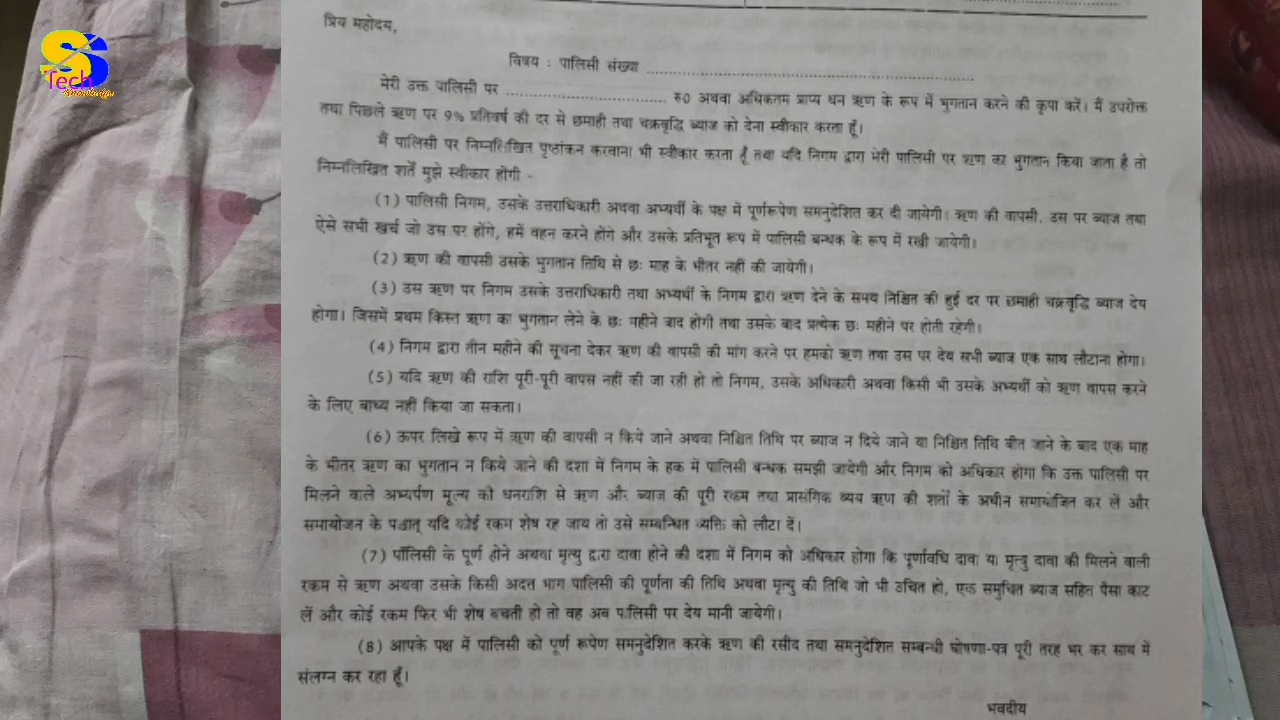 SS
Tech
Knowledge
प्रिय महोदय,
विषय : पालिसी संख्या ..........................................................
मेरी उक्त पालिसी पर ............................... रु0 अथवा अधिकतम प्राप्य धन ऋण के रूप में भुगतान करने की कृपा करें। मैं उपरोक्त
तथा पिछले ऋण पर 9% प्रतिवर्ष की दर से छमाही तथा चक्रवृद्धि ब्याज को देना स्वीकार करता हूँ।
मैं पालिसी पर निम्नलिखित पृष्ठांकन करवाना भी स्वीकार करता हूँ तथा यदि निगम द्वारा मेरी पालिसी पर ऋण का भुगतान किया जाता है तो
निम्नलिखित शर्तें मुझे स्वीकार होंगी -
(1) पालिसी निगम, उसके उत्तराधिकारी अथवा अभ्यर्थी के पक्ष में पूर्णरूपेण समनुदेशित कर दी जायेगी। ऋण की वापसी, उस पर ब्याज तथा
ऐसे सभी खर्च जो उस पर होंगे, हमें वहन करने होंगे और उसके प्रतिभूत रूप में पालिसी बन्धक के रूप में रखी जायेगी।
(2) ऋण की वापसी उसके भुगतान तिथि से छः माह के भीतर नहीं की जायेगी।
(3) उस ऋण पर निगम उसके उत्तराधिकारी तथा अभ्यर्थी के निगम द्वारा ऋण देने के समय निश्चित की हुई दर पर छमाही चक्रवृद्धि ब्याज देय
होगा। जिसमें प्रथम किस्त ऋण का भुगतान लेने के छः महीने बाद होगी तथा उसके बाद प्रत्येक छः महीने पर होती रहेगी।
(4) निगम द्वारा तीन महीने की सूचना देकर ऋण की वापसी की मांग करने पर हमको ऋण तथा उस पर देय सभी ब्याज एक साथ लौटाना होगा।
(5) यदि ऋण की राशि पूरी-पूरी वापस नहीं की जा रही हो तो निगम, उसके अधिकारी अथवा किसी भी उसके अभ्यर्थी को ऋण वापस करने
के लिए बाध्य नहीं किया जा सकता।
(6) ऊपर लिखे रूप में ऋण की वापसी न किये जाने अथवा निश्चित तिथि पर ब्याज न दिये जाने या निश्चित तिथि बीत जाने के बाद एक माह
के भीतर ऋण का भुगतान न किये जाने की दशा में निगम के हक में पालिसी बन्धक समझी जायेगी और निगम को अधिकार होगा कि उक्त पालिसी पर
मिलने वाले अभ्यर्पण मूल्य की धनराशि से ऋण और ब्याज की पूरी रकम तथा प्रासंगिक व्यय ऋण की शर्तों के अधीन समायोजित कर लें और
समायोजन के पश्चात् यदि कोई रकम शेष रह जाय तो उसे सम्बन्धित व्यक्ति को लौटा दें।
(7) पॉलिसी के पूर्ण होने अथवा मृत्यु द्वारा दावा होने की दशा में निगम को अधिकार होगा कि पूर्णावधि दावा या मृत्यु दावा की मिलने वाली
रकम से ऋण अथवा उसके किसी अदत्त भाग पालिसी की पूर्णता की तिथि अथवा मृत्यु की तिथि जो भी उचित हो, एक समुचित ब्याज सहित पैसा काट
लें और कोई रकम फिर भी शेष बचती हो तो वह अब पालिसी पर देय मानी जायेगी।
(8) आपके पक्ष में पालिसी को पूर्ण रूपेण समनुदेशित करके ऋण की रसीद तथा समनुदेशित सम्बन्धी घोषणा-पत्र पूरी तरह भर कर साथ में
संलग्न कर रहा हूँ।
भवदीय